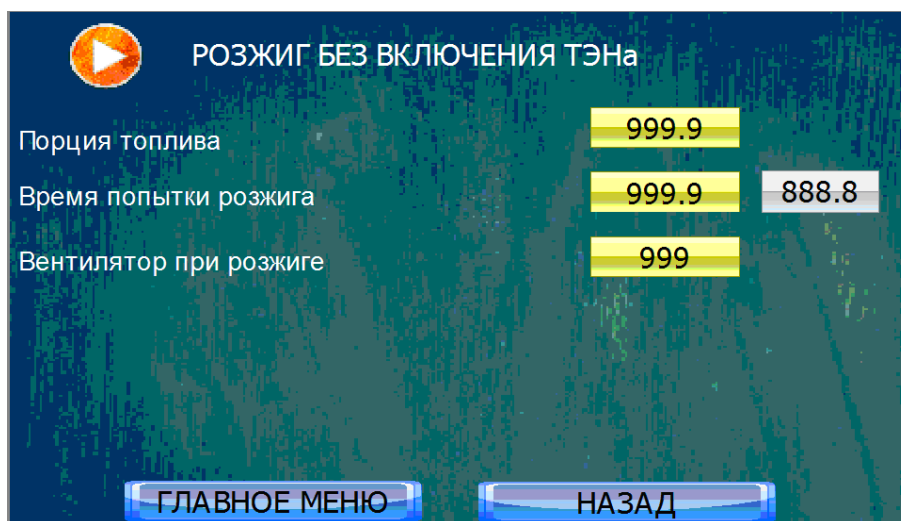 РОЗЖИГ БЕЗ ВКЛЮЧЕНИЯ ТЭНа
Порция топлива 999.9
Время попытки розжига 999.9 888.8
Вентилятор при розжиге 999
ГЛАВНОЕ МЕНЮ НАЗАД